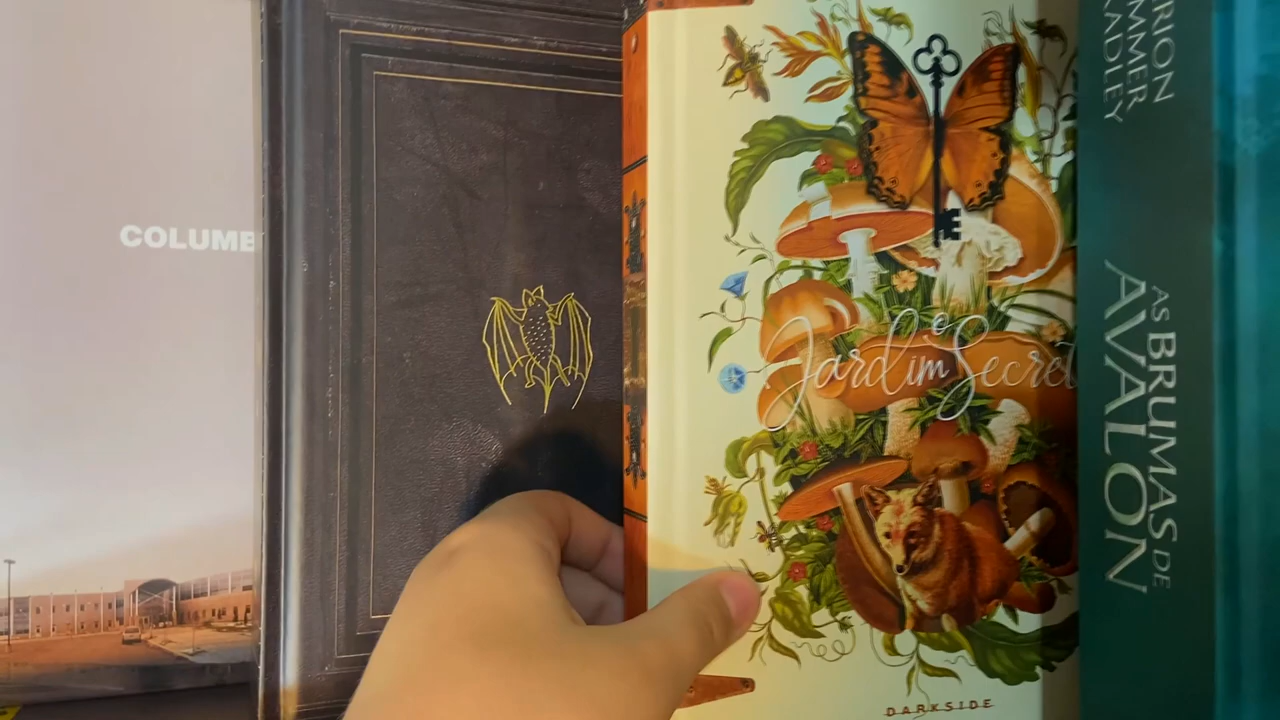 COLUMB
o
Jardim Secret
DARKSIDE
RION
MMER
ADLEY
AS BRUMAS DE
AVALON